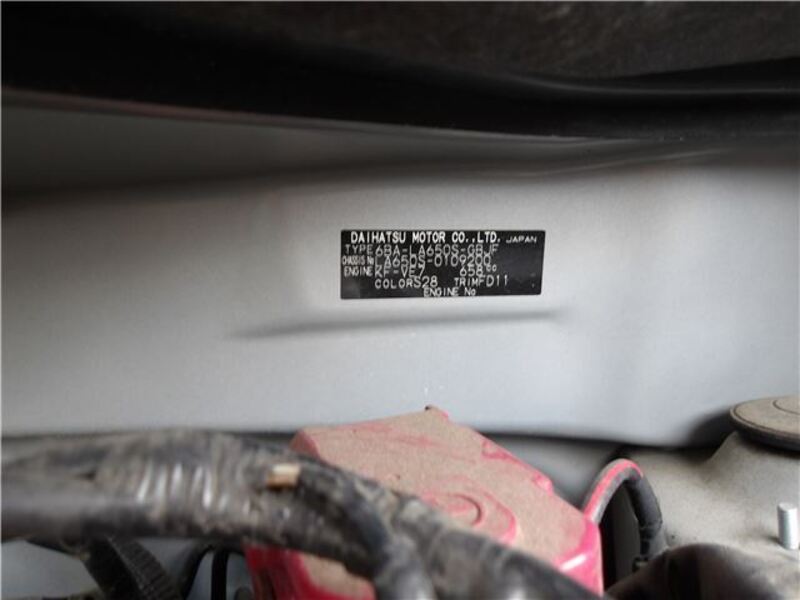 DAIHATSU MOTOR CO.,LTD. JAPAN
TYPE 6BA-LA650S-GBJF
CHASSIS No LA650S-0109200
ENGINE KF-VE7 658cc
COLOR S28 TRIM FD11
ENGINE No